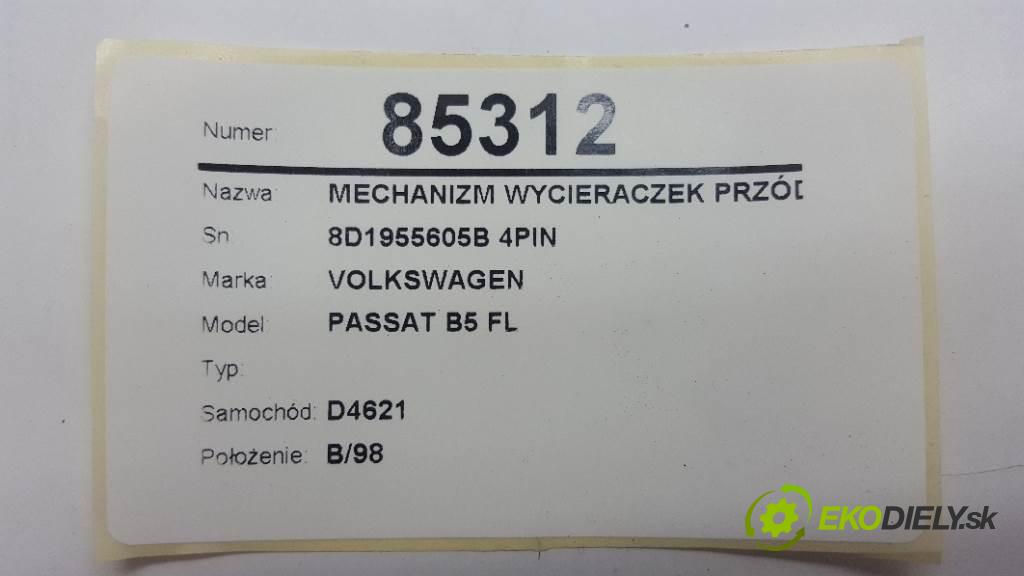 Numer: 85312
Nazwa: MECHANIZM WYCIERACZEK PRZÓD
Sn 8D1955605B 4PIN
Marka: VOLKSWAGEN
Model: PASSAT B5 FL
Typ:
Samochód: D4621
Położenie: B/98
EKODIELY.sk